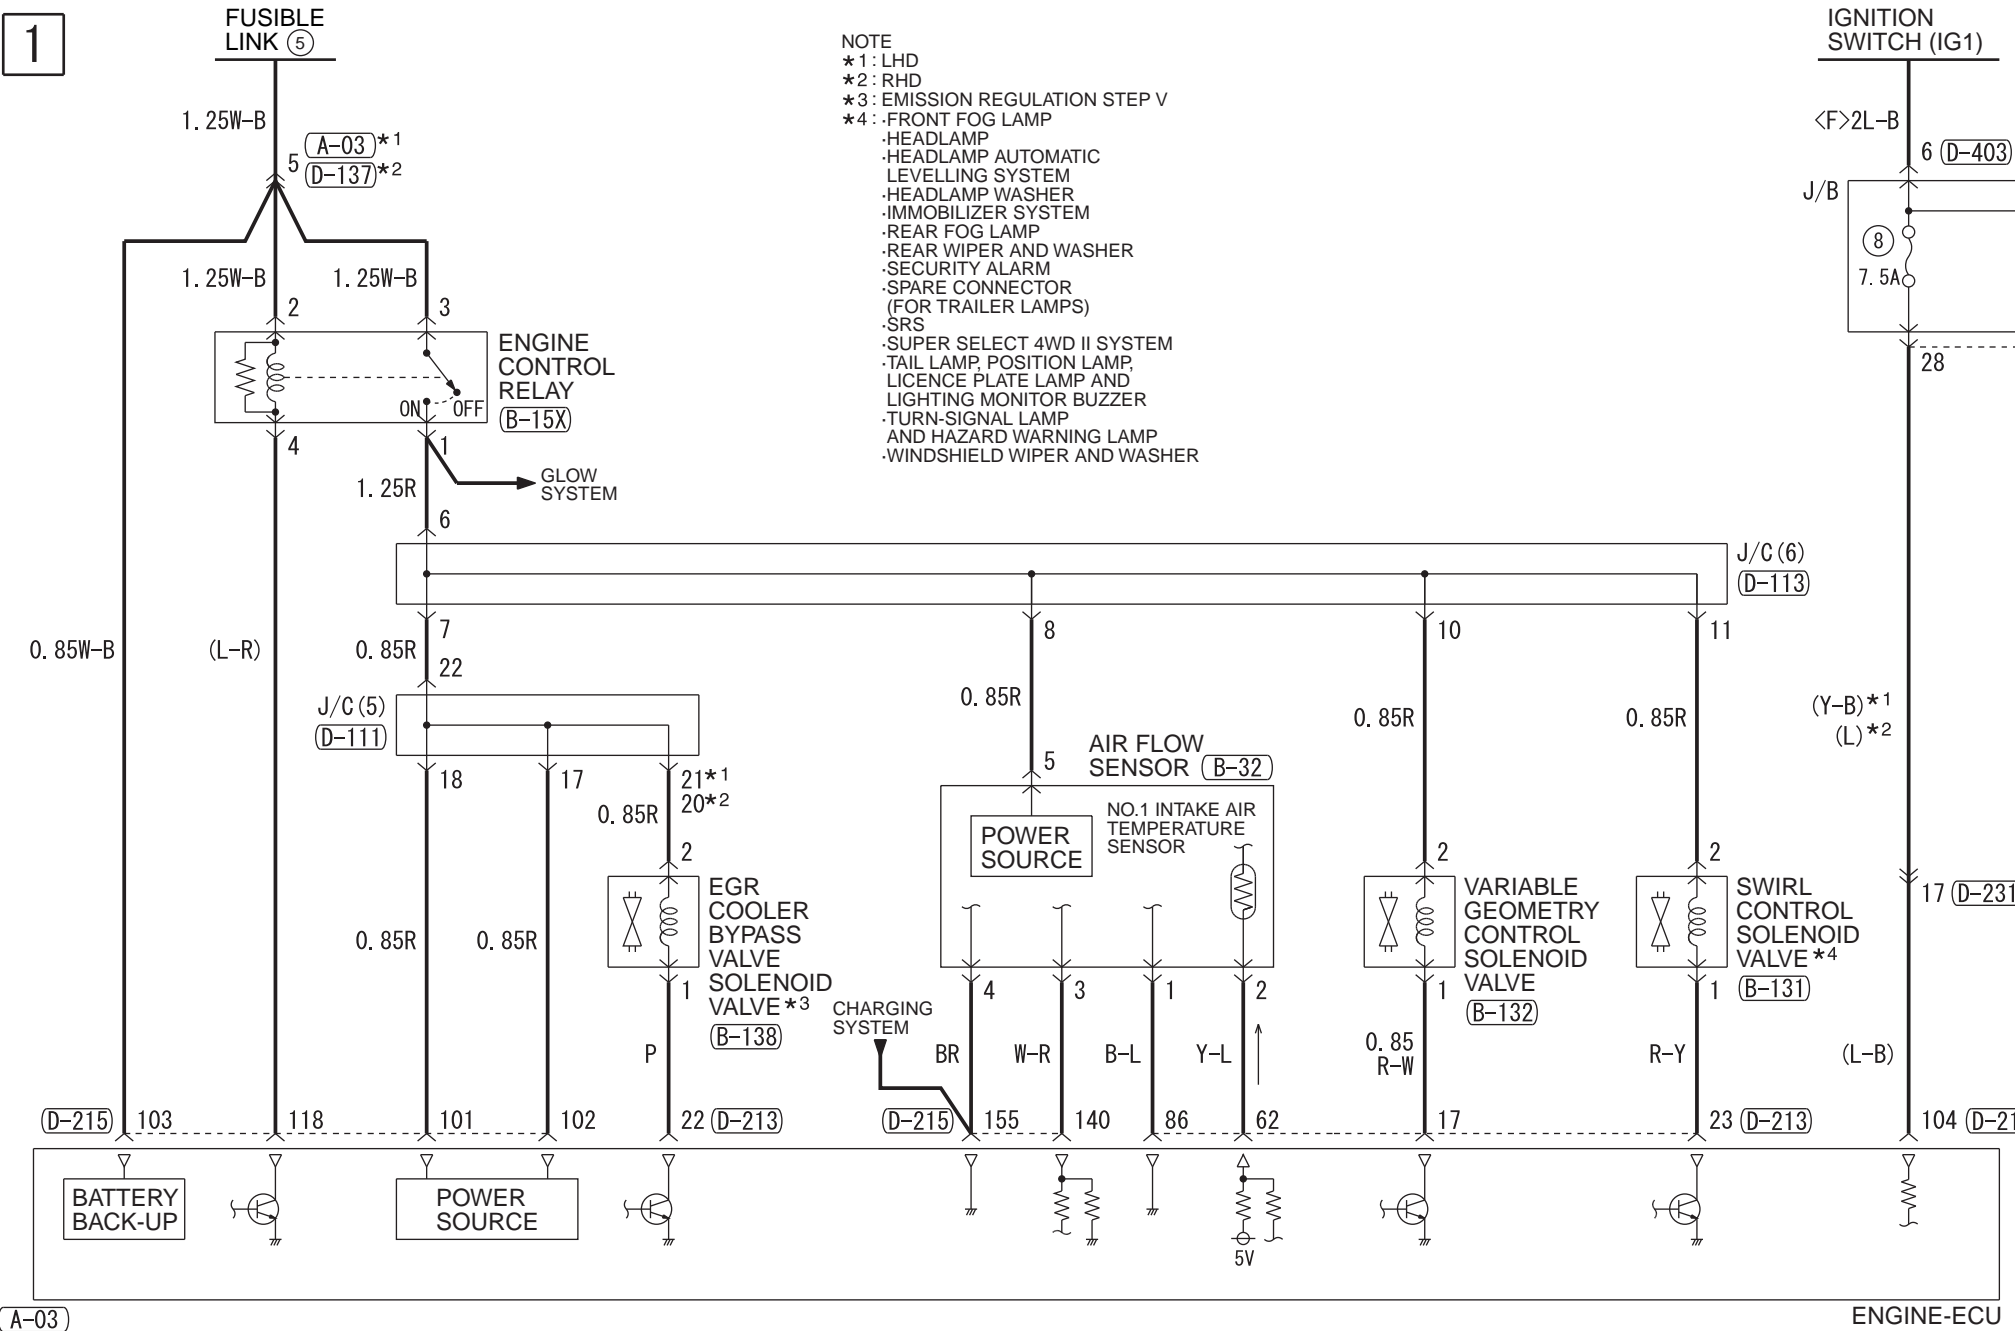 1
FUSIBLE
LINK 5
NOTE
*1: LHD
*2: RHD
*3: EMISSION REGULATION STEP V
*4: ·FRONT FOG LAMP
·HEADLAMP
·HEADLAMP AUTOMATIC
LEVELLING SYSTEM
·HEADLAMP WASHER
·IMMOBILIZER SYSTEM
·REAR FOG LAMP
·REAR WIPER AND WASHER
·SECURITY ALARM
·SPARE CONNECTOR
(FOR TRAILER LAMPS)
·SRS
·SUPER SELECT 4WD II SYSTEM
·TAIL LAMP, POSITION LAMP,
LICENCE PLATE LAMP AND
LIGHTING MONITOR BUZZER
·TURN-SIGNAL LAMP
AND HAZARD WARNING LAMP
·WINDSHIELD WIPER AND WASHER
IGNITION
SWITCH (IG1)
1.25W-B
5
A-03 *1
D-137 *2
<F>2L-B
6 D-403
J/B
8
7.5A
28
1.25W-B
1.25W-B
2
3
ENGINE
CONTROL
RELAY
B-15X
ON
OFF
4
1
GLOW
SYSTEM
1.25R
6
J/C(6)
D-113
7
8
10
11
0.85W-B
(L-R)
0.85R
22
J/C(5)
D-111
0.85R
0.85R
0.85R
(Y-B)*1
(L)*2
18
17
21*1
20*2
0.85R
5
AIR FLOW
SENSOR B-32
POWER
SOURCE
NO.1 INTAKE AIR
TEMPERATURE
SENSOR
2
2
2
EGR
COOLER
BYPASS
VALVE
SOLENOID
VALVE*3
B-138
VARIABLE
GEOMETRY
CONTROL
SOLENOID
VALVE
B-132
SWIRL
CONTROL
SOLENOID
VALVE*4
B-131
17 D-231
0.85R
0.85R
1
4
3
1
2
1
1
CHARGING
SYSTEM
P
BR
W-R
B-L
Y-L
0.85
R-W
R-Y
(L-B)
D-215 103
118
101
102
22 D-213
D-215 155
140
86
62
17
23 D-213
104 D-21
BATTERY
BACK-UP
POWER
SOURCE
5V
A-03
ENGINE-ECU